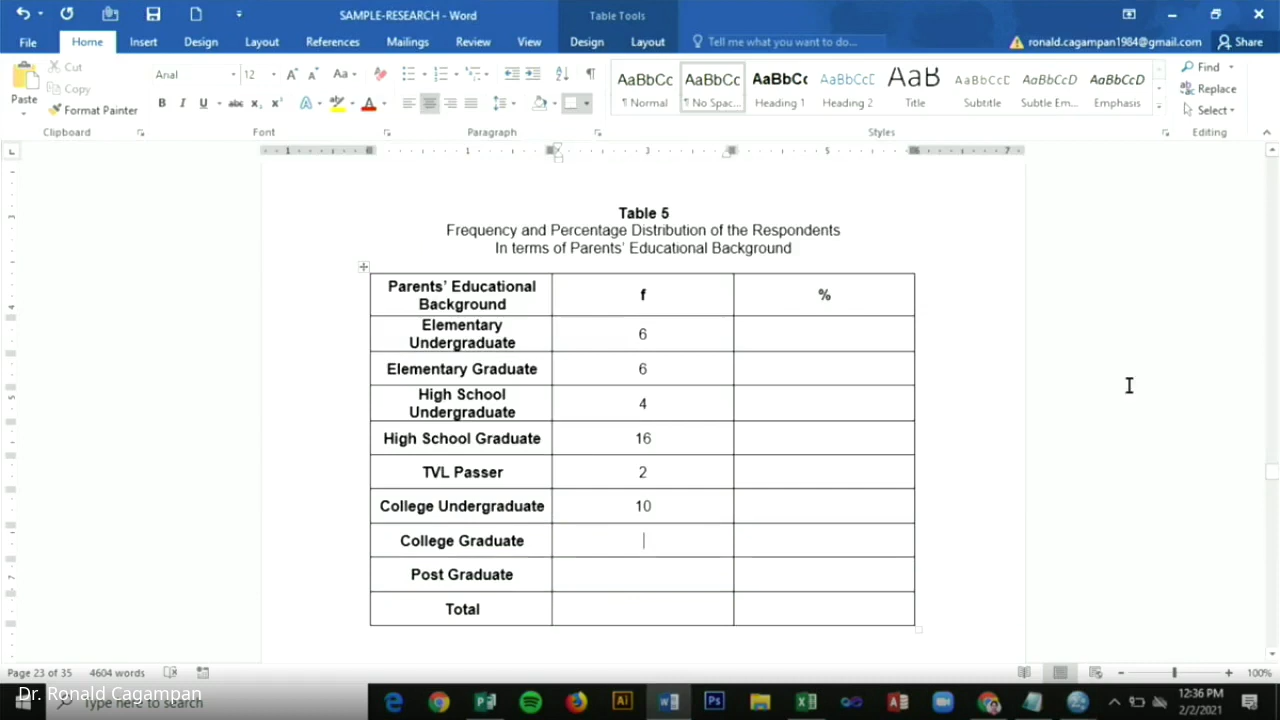 SAMPLE-RESEARCH - Word
Table Tools
File Home Insert Design Layout References Mailings Review View Design Layout Tell me what you want to do... ronald.cagampan1984@gmail.com Share
Paste
Cut
Copy
Format Painter
Clipboard
Arial 12
Font
Paragraph
AaBbCc AaBbCc AaBbCc AaBbCcC AaB AaBbCcC AaBbCcD AaBbCcD
¶ Normal ¶ No Spac... Heading 1 Heading 2 Title Subtitle Subtle Em... Emphasis
Styles
Find
Replace
Select
Editing
Table 5
Frequency and Percentage Distribution of the Respondents
In terms of Parents' Educational Background
Parents' Educational
Background
f %
Elementary
Undergraduate
6
Elementary Graduate 6
High School
Undergraduate
4
High School Graduate 16
TVL Passer 2
College Undergraduate 10
College Graduate
Post Graduate
Total
Page 23 of 35 4604 words 100%
Dr. Ronald Cagampan
Type here to search
12:36 PM
2/2/2021